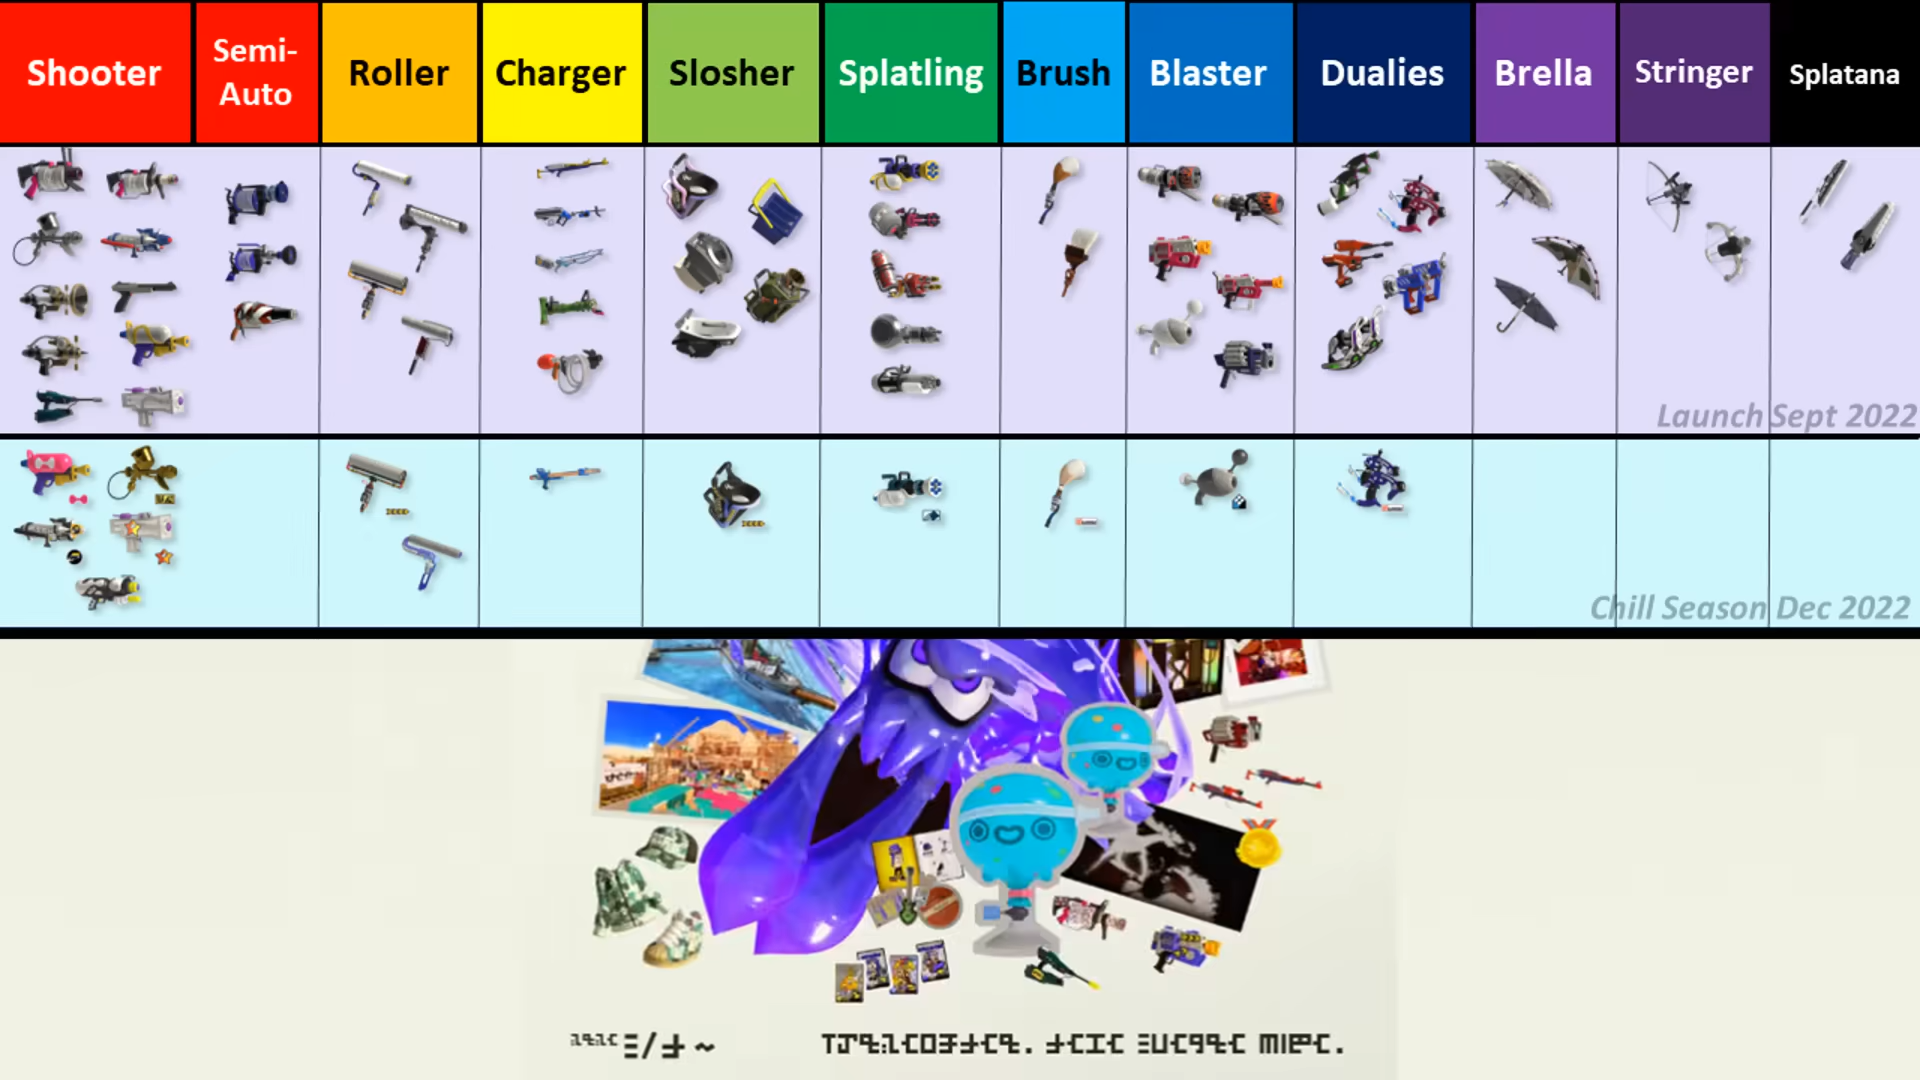 Shooter
Semi-
Auto
Roller
Charger
Slosher
Splatling
Brush
Blaster
Dualies
Brella
Stringer
Splatana
Launch Sept 2022
Chill Season Dec 2022